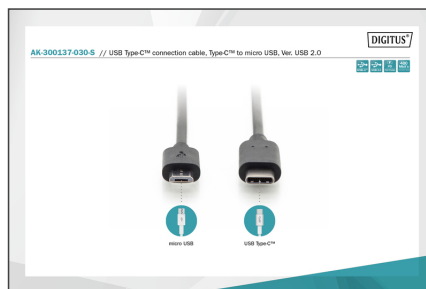 DIGITUS®
AK-300137-030-S // USB Type-C™ connection cable, Type-C™ to micro USB, Ver. USB 2.0
micro USB
USB Type-C™